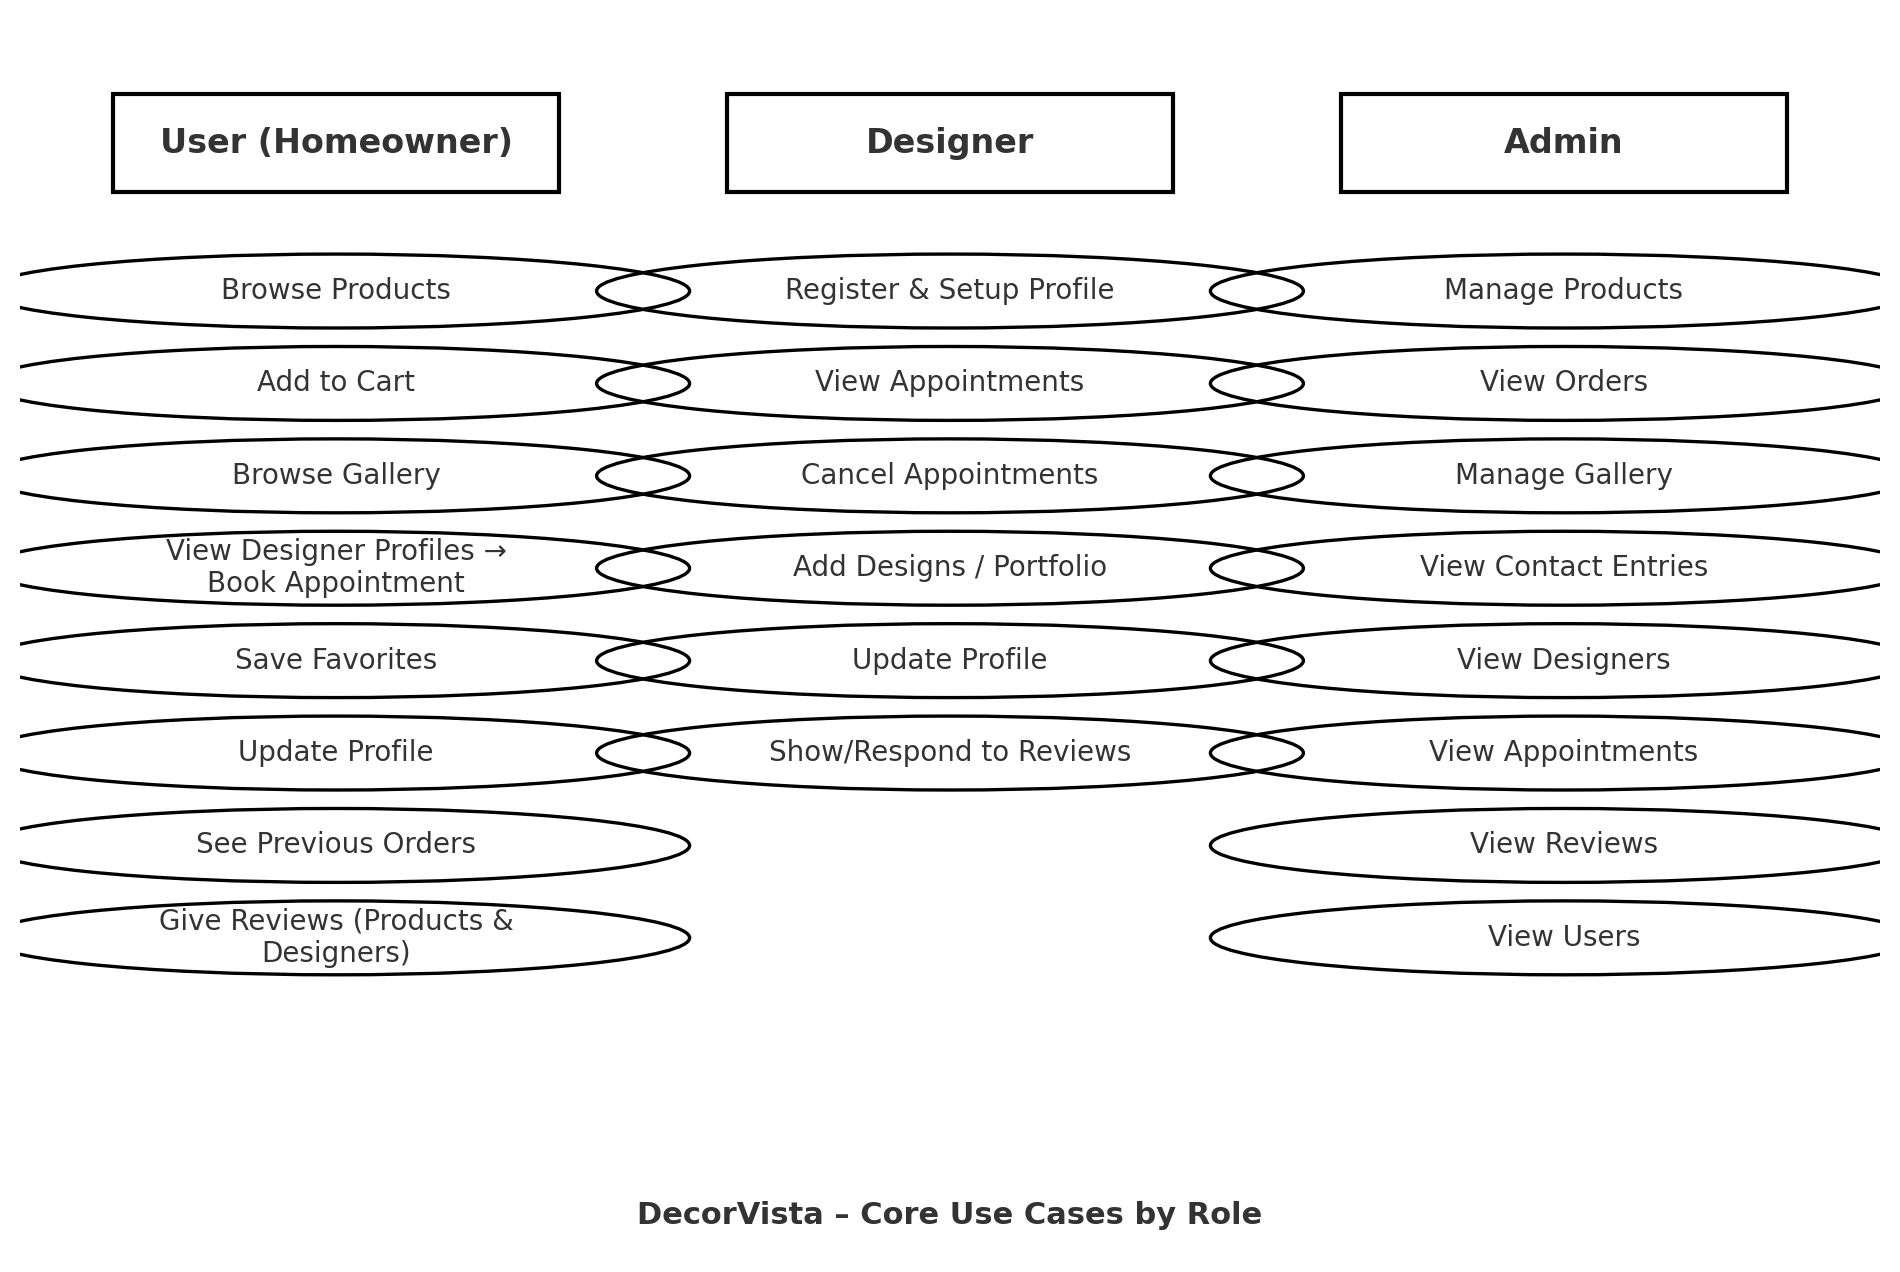 User (Homeowner)
Designer
Admin
Browse Products
Register & Setup Profile
Manage Products
Add to Cart
View Appointments
View Orders
Browse Gallery
Cancel Appointments
Manage Gallery
View Designer Profiles →
Book Appointment
Add Designs / Portfolio
View Contact Entries
Save Favorites
Update Profile
View Designers
Update Profile
Show/Respond to Reviews
View Appointments
See Previous Orders
View Reviews
Give Reviews (Products &
Designers)
View Users
DecorVista – Core Use Cases by Role